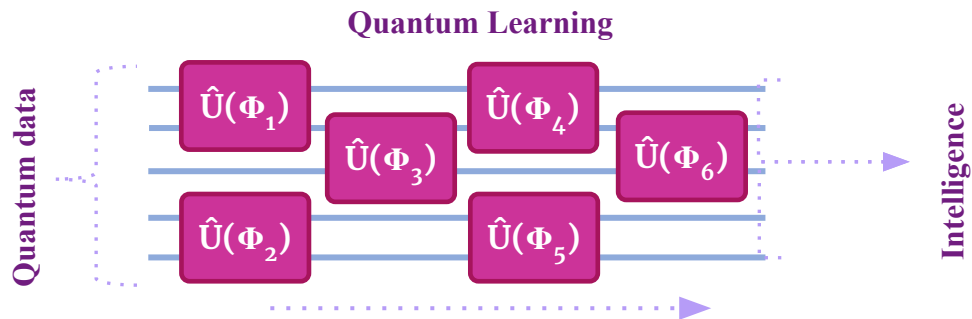 Quantum Learning
Quantum data
Û(Φ₁)
Û(Φ₂)
Û(Φ₃)
Û(Φ₄)
Û(Φ₅)
Û(Φ₆)
Intelligence